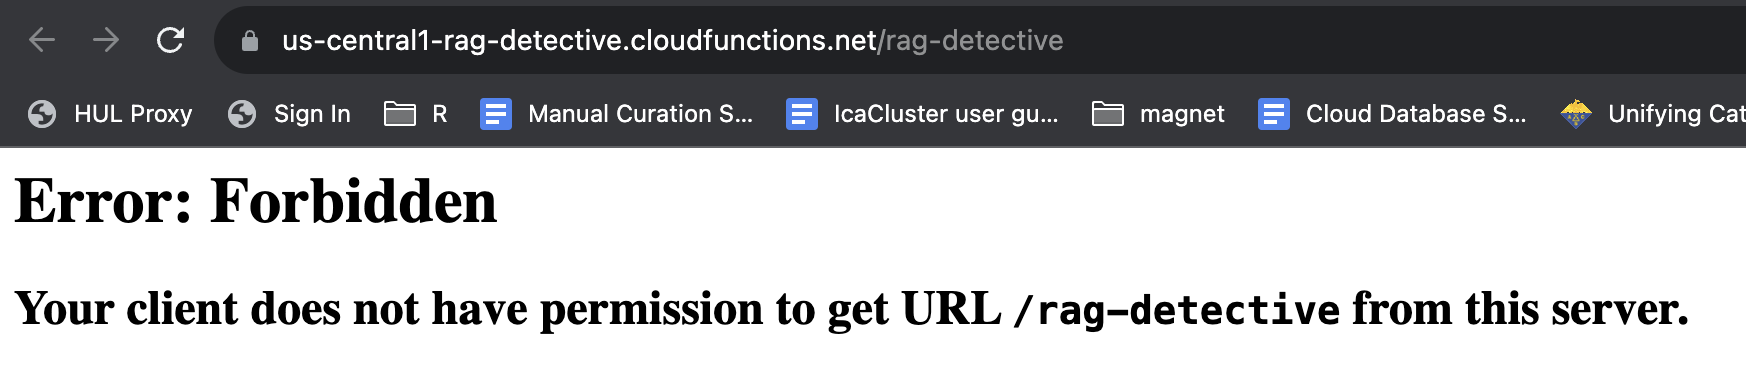 us-central1-rag-detective.cloudfunctions.net/rag-detective
HUL Proxy Sign In R Manual Curation S... IcaCluster user gu... magnet Cloud Database S... Unifying Cat
Error: Forbidden
Your client does not have permission to get URL /rag-detective from this server.